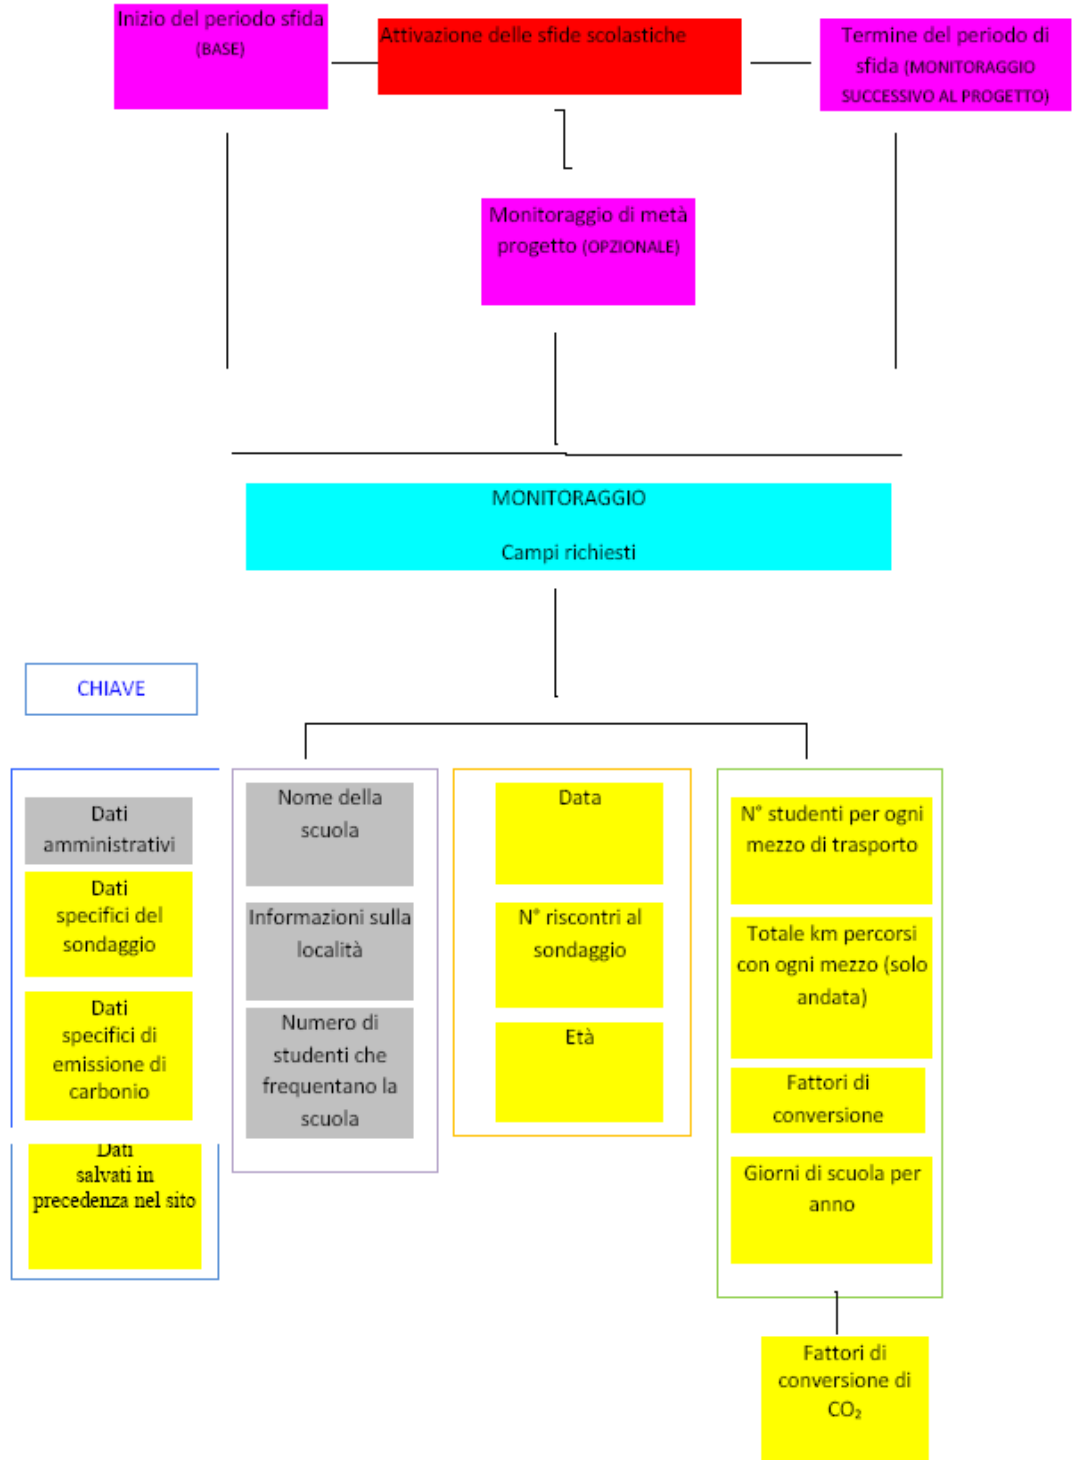 Inizio del periodo sfida
(BASE)
Attivazione delle sfide scolastiche
Termine del periodo di
sfida (MONITORAGGIO
SUCCESSIVO AL PROGETTO)
Monitoraggio di metà
progetto (OPZIONALE)
MONITORAGGIO
Campi richiesti
CHIAVE
Dati
amministrativi
Dati
specifici del
sondaggio
Dati
specifici di
emissione di
carbonio
Dati
salvati in
precedenza nel sito
Nome della
scuola
Informazioni sulla
località
Numero di
studenti che
frequentano la
scuola
Data
N° riscontri al
sondaggio
Età
N° studenti per ogni
mezzo di trasporto
Totale km percorsi
con ogni mezzo (solo
andata)
Fattori di
conversione
Giorni di scuola per
anno
Fattori di
conversione di
CO₂